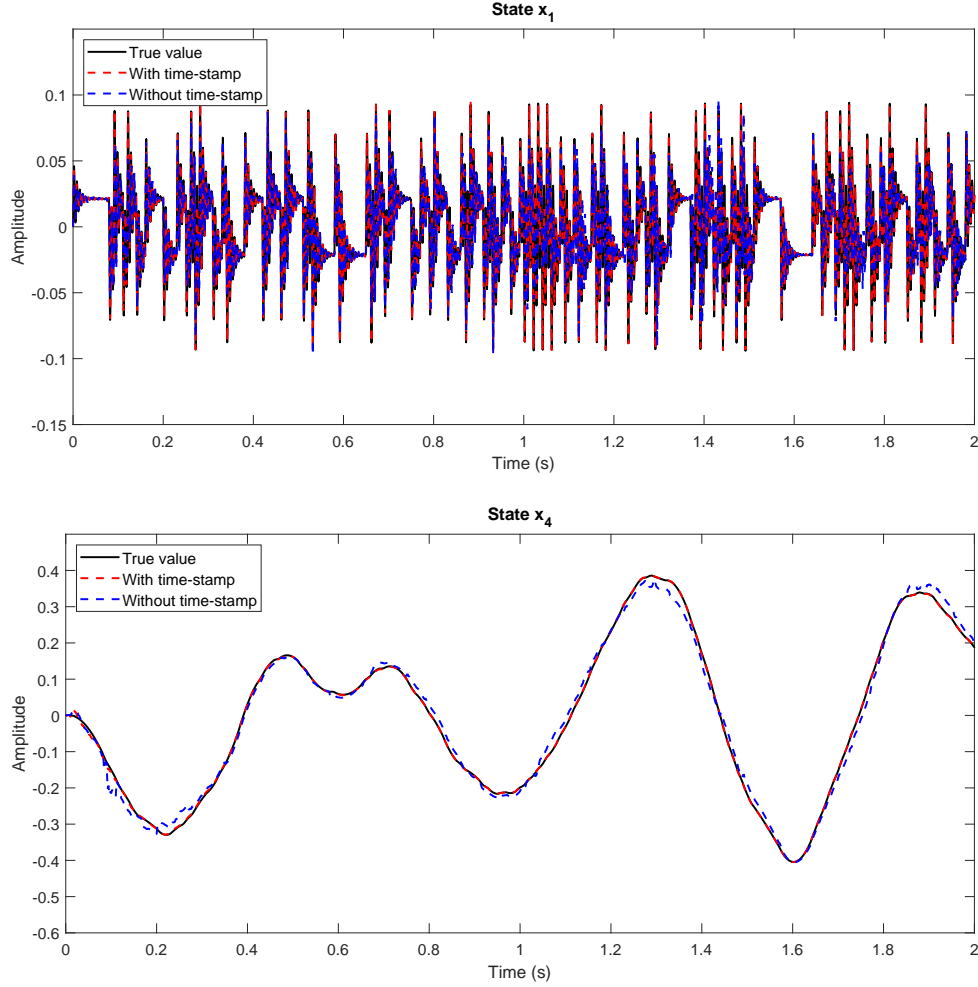 State x1
True value
With time-stamp
Without time-stamp
0.1
0.05
0
-0.05
-0.1
-0.15
Amplitude
0 0.2 0.4 0.6 0.8 1 1.2 1.4 1.6 1.8 2
Time (s)
State x4
True value
With time-stamp
Without time-stamp
0.4
0.3
0.2
0.1
0
-0.1
-0.2
-0.3
-0.4
-0.5
-0.6
Amplitude
0 0.2 0.4 0.6 0.8 1 1.2 1.4 1.6 1.8 2
Time (s)